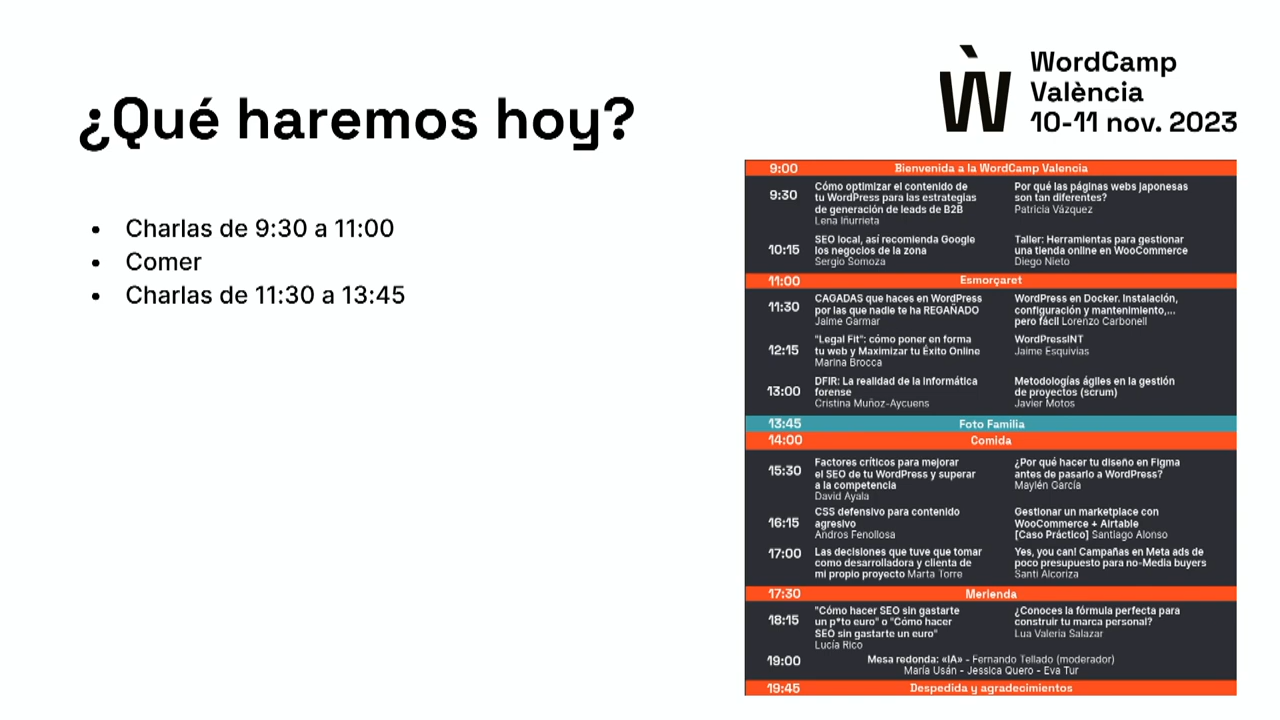 ¿Qué haremos hoy?
• Charlas de 9:30 a 11:00
• Comer
• Charlas de 11:30 a 13:45
Ẁ
WordCamp
València
10-11 nov. 2023
9:00 Bienvenida a la WordCamp Valencia
9:30
Cómo optimizar el contenido de
tu WordPress para las estrategias
de generación de leads de B2B
Lena Iñurrieta
Por qué las páginas webs japonesas
son tan diferentes?
Patricia Vázquez
10:15
SEO local, así recomienda Google
los negocios de la zona
Sergio Somoza
Taller: Herramientas para gestionar
una tienda online en WooCommerce
Diego Nieto
11:00 Esmorçaret
11:30
CAGADAS que haces en WordPress
por las que nadie te ha REGAÑADO
Jaime Garmar
WordPress en Docker. Instalación,
configuración y mantenimiento,...
pero fácil Lorenzo Carbonell
12:15
"Legal Fit": cómo poner en forma
tu web y Maximizar tu Éxito Online
Marina Brocca
WordPressINT
Jaime Esquivias
13:00
DFIR: La realidad de la informática
forense
Cristina Muñoz-Aycuens
Metodologías ágiles en la gestión
de proyectos (scrum)
Javier Motos
13:45 Foto Familia
14:00 Comida
15:30
Factores críticos para mejorar
el SEO de tu WordPress y superar
a la competencia
David Ayala
¿Por qué hacer tu diseño en Figma
antes de pasarlo a WordPress?
Maylén García
16:15
CSS defensivo para contenido
agresivo
Andros Fenollosa
Gestionar un marketplace con
WooCommerce + Airtable
[Caso Práctico] Santiago Alonso
17:00
Las decisiones que tuve que tomar
como desarrolladora y clienta de
mi propio proyecto Marta Torre
Yes, you can! Campañas en Meta ads de
poco presupuesto para no-Media buyers
Santi Alcoriza
17:30 Merienda
18:15
"Cómo hacer SEO sin gastarte
un p*to euro" o "Cómo hacer
SEO sin gastarte un euro"
Lucía Rico
¿Conoces la fórmula perfecta para
construir tu marca personal?
Lua Valeria Salazar
19:00
Mesa redonda: «IA» - Fernando Tellado (moderador)
María Usán - Jessica Quero - Eva Tur
19:45 Despedida y agradecimientos